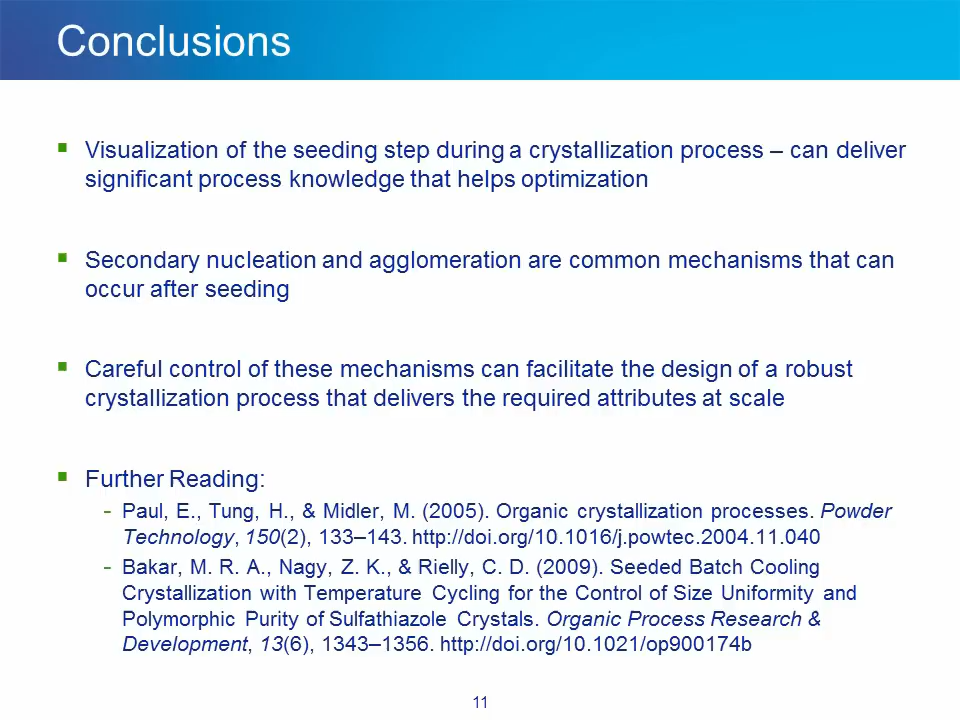 Conclusions
Visualization of the seeding step during a crystallization process – can deliver
significant process knowledge that helps optimization
Secondary nucleation and agglomeration are common mechanisms that can
occur after seeding
Careful control of these mechanisms can facilitate the design of a robust
crystallization process that delivers the required attributes at scale
Further Reading:
- Paul, E., Tung, H., & Midler, M. (2005). Organic crystallization processes. Powder
Technology, 150(2), 133–143. http://doi.org/10.1016/j.powtec.2004.11.040
- Bakar, M. R. A., Nagy, Z. K., & Rielly, C. D. (2009). Seeded Batch Cooling
Crystallization with Temperature Cycling for the Control of Size Uniformity and
Polymorphic Purity of Sulfathiazole Crystals. Organic Process Research &
Development, 13(6), 1343–1356. http://doi.org/10.1021/op900174b
11